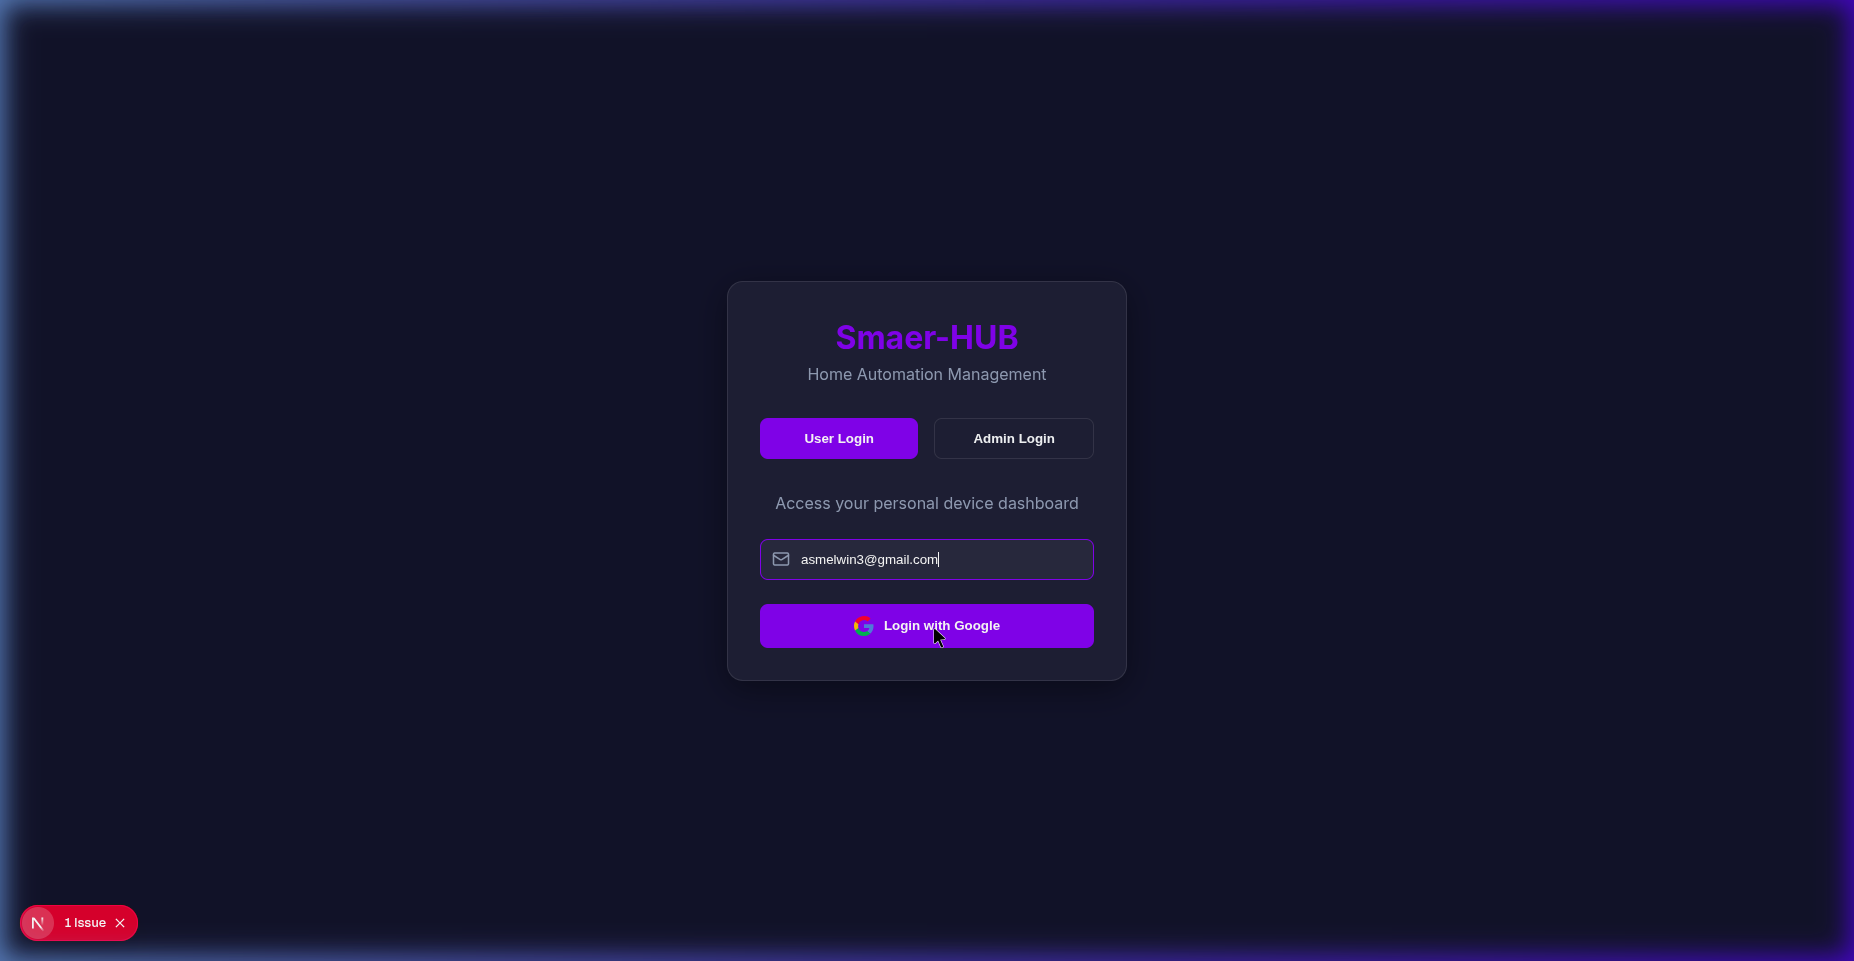 Smaer-HUB
Home Automation Management
User Login
Admin Login
Access your personal device dashboard
asmelwin3@gmail.com
Login with Google
N 1 Issue